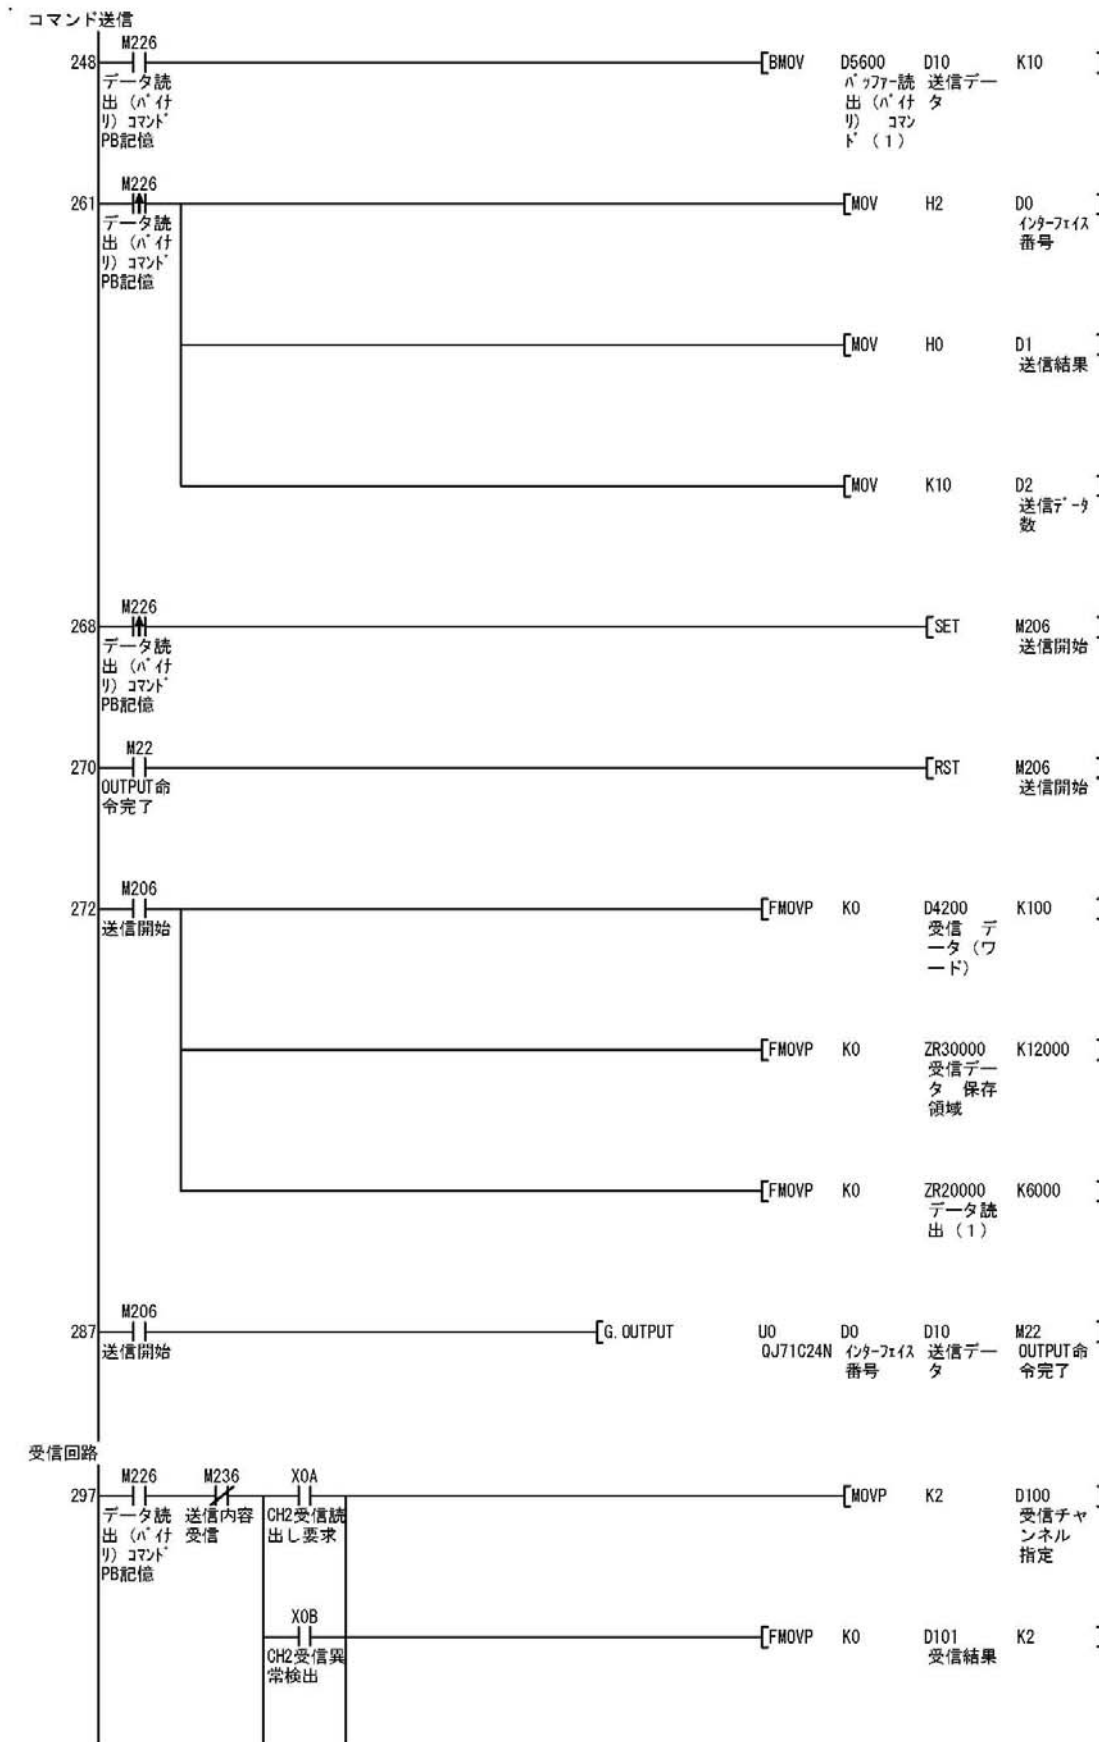 コマンド送信
M226
248 [BMOV D5600 D10 K10 ]
データ読 バッファー読 送信デー
出（バイナ 出（バイナ タ
リ）コマンド リ） コマン
PB記憶 ド（１）
M226
261 [MOV H2 D0 ]
データ読 インターフェイス
出（バイナ 番号
リ）コマンド
PB記憶
[MOV H0 D1 ]
送信結果
[MOV K10 D2 ]
送信データ
数
M226
268 [SET M206 ]
データ読 送信開始
出（バイナ
リ）コマンド
PB記憶
M22
270 [RST M206 ]
OUTPUT命 送信開始
令完了
M206
272 [FMOVP K0 D4200 K100 ]
送信開始 受信 デ
ータ（ワ
ード）
[FMOVP K0 ZR30000 K12000 ]
受信デー
タ 保存
領域
[FMOVP K0 ZR20000 K6000 ]
データ読
出（１）
M206
287 [G.OUTPUT U0 D0 D10 M22 ]
送信開始 QJ71C24N インターフェイス 送信デー OUTPUT命
番号 タ 令完了
受信回路
M226 M236 X0A
297 [MOVP K2 D100 ]
データ読 送信内容 CH2受信読 受信チャ
出（バイナ 受信 出し要求 ンネル
リ）コマンド 指定
PB記憶
X0B
[FMOVP K0 D101 K2 ]
CH2受信異 受信結果
常検出